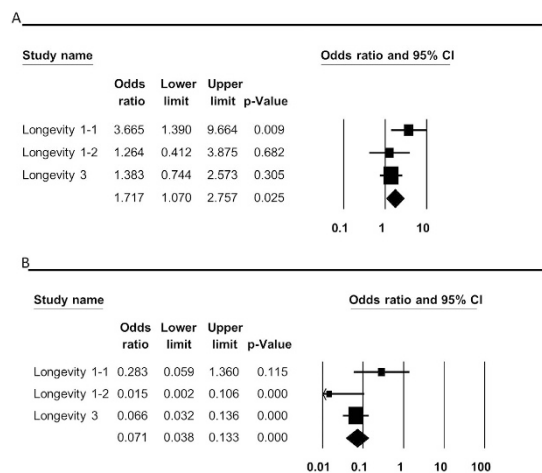 A
Study name Odds ratio and 95% CI
Odds Lower Upper
ratio limit limit p-Value
Longevity 1-1 3.665 1.390 9.664 0.009
Longevity 1-2 1.264 0.412 3.875 0.682
Longevity 3 1.383 0.744 2.573 0.305
1.717 1.070 2.757 0.025
0.1 1 10
B
Study name Odds ratio and 95% CI
Odds Lower Upper
ratio limit limit p-Value
Longevity 1-1 0.283 0.059 1.360 0.115
Longevity 1-2 0.015 0.002 0.106 0.000
Longevity 3 0.066 0.032 0.136 0.000
0.071 0.038 0.133 0.000
0.01 0.1 1 10 100